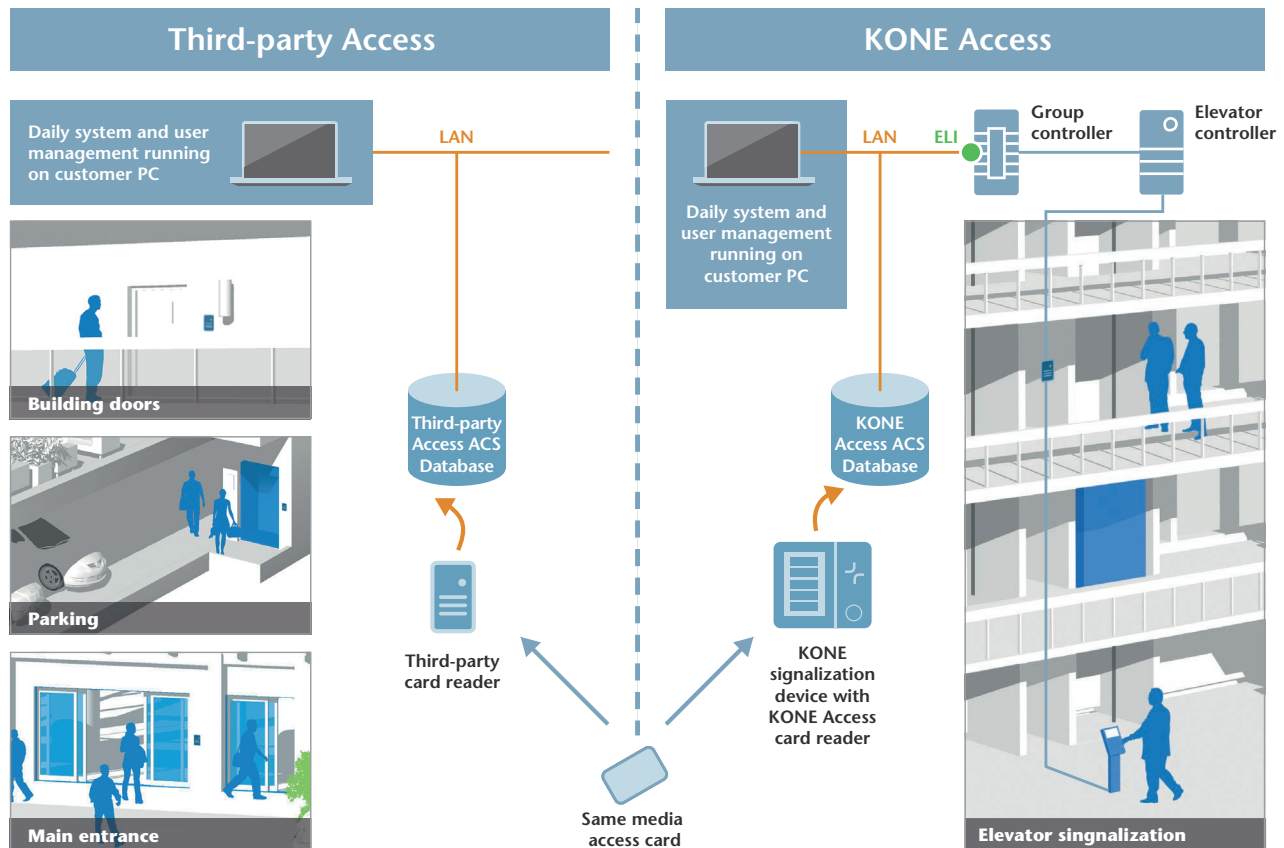 Third-party Access
Daily system and user
management running
on customer PC
LAN
Building doors
Parking
Main entrance
Third-party
Access ACS
Database
Third-party
card reader
Same media
access card
KONE Access
Daily system and
user management
running on
customer PC
LAN
ELI
Group
controller
Elevator
controller
KONE
Access ACS
Database
KONE
signalization
device with
KONE Access
card reader
Elevator singnalization